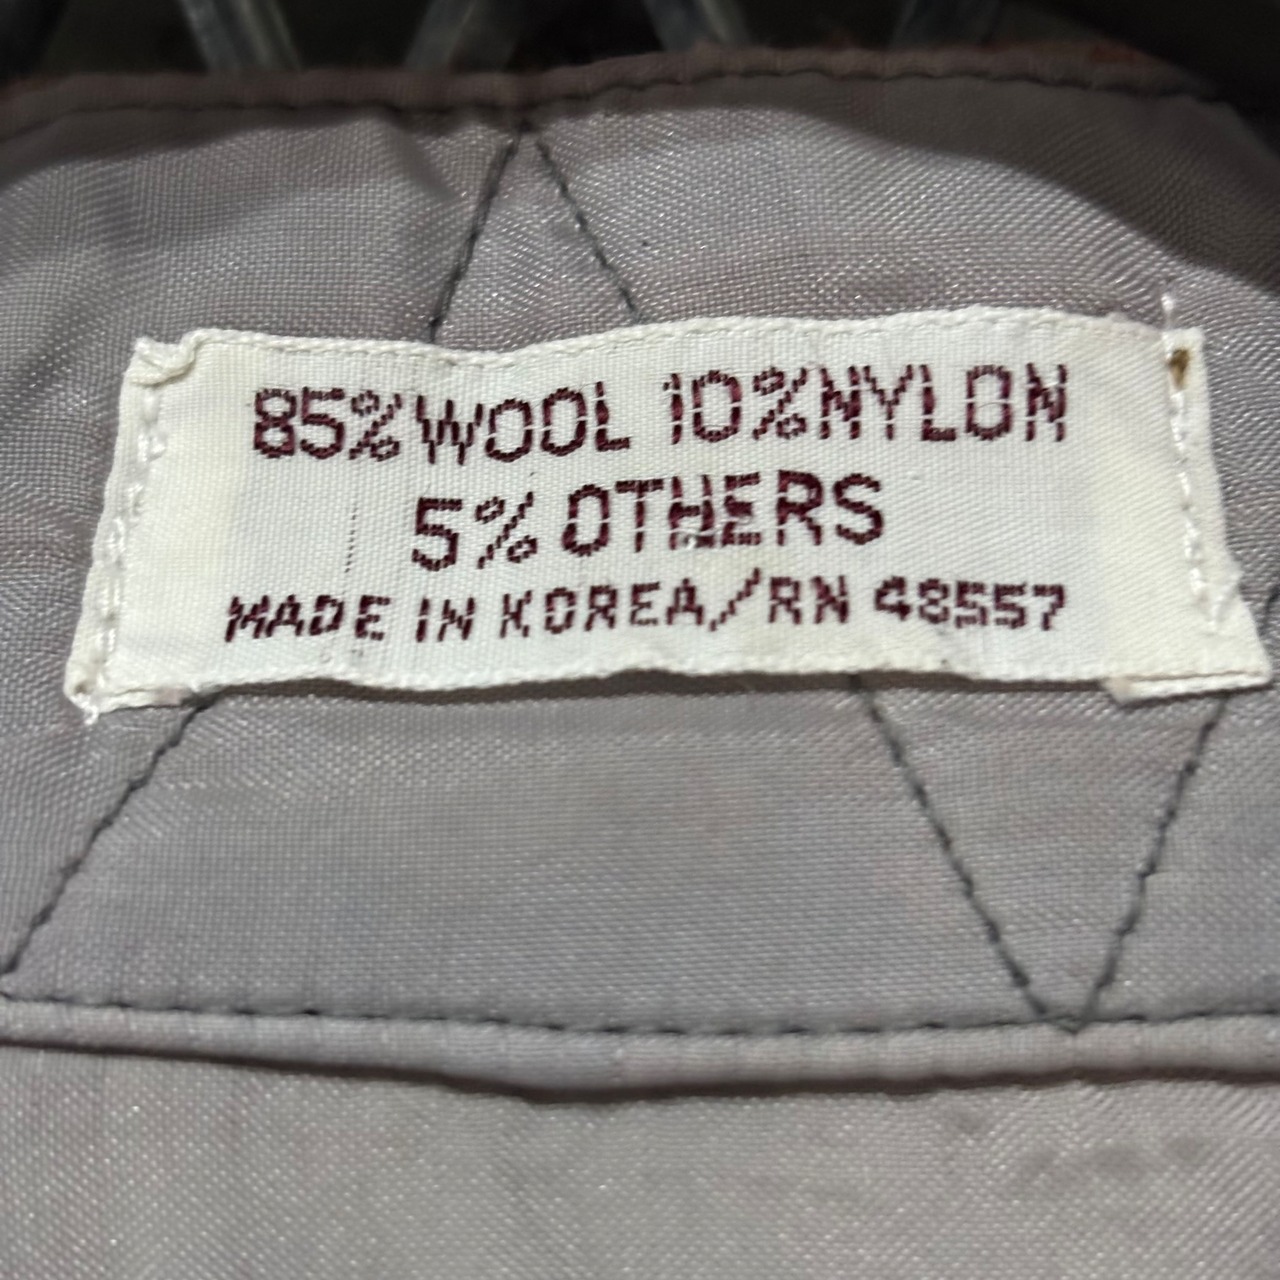 85% WOOL 10% NYLON
5% OTHERS
MADE IN KOREA/RN 48557